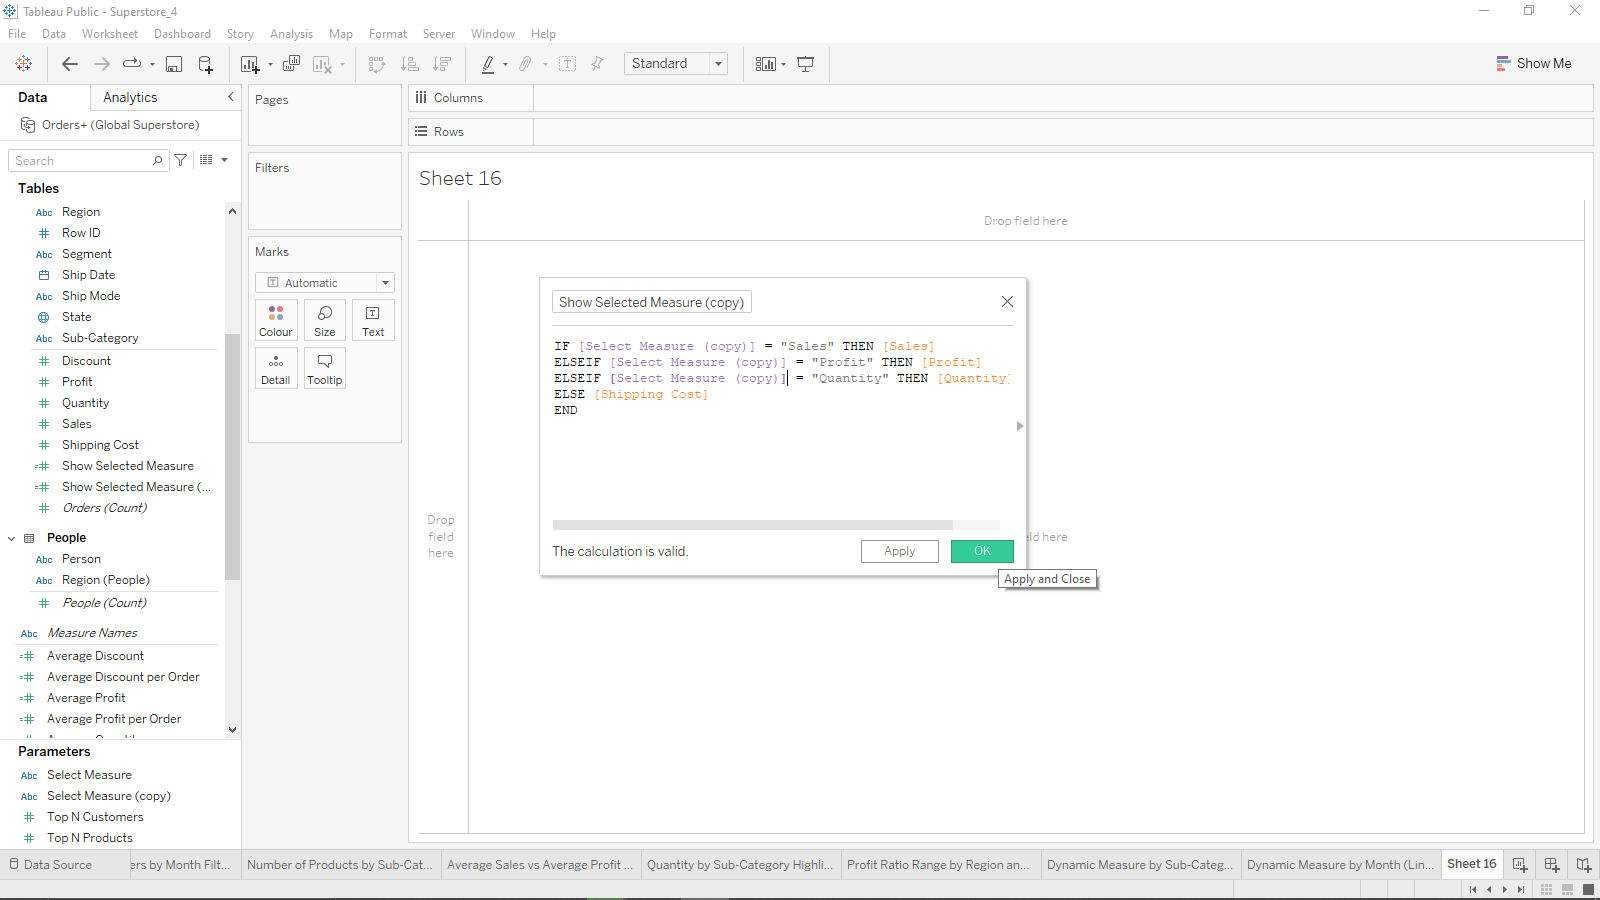 Tableau Public - Superstore_4
File Data Worksheet Dashboard Story Analysis Map Format Server Window Help
Standard
Show Me
Data Analytics
Orders+ (Global Superstore)
Search
Tables
Abc Region
Row ID
Abc Segment
Ship Date
Abc Ship Mode
State
Abc Sub-Category
Discount
Profit
Quantity
Sales
Shipping Cost
Show Selected Measure
Show Selected Measure (...
Orders (Count)
People
Abc Person
Abc Region (People)
People (Count)
Abc Measure Names
Average Discount
Average Discount per Order
Average Profit
Average Profit per Order
Parameters
Abc Select Measure
Abc Select Measure (copy)
Top N Customers
Top N Products
Pages
Filters
Marks
Automatic
Colour Size Text
Detail Tooltip
Columns
Rows
Sheet 16
Drop field here
Drop
field
here
eld here
Show Selected Measure (copy)
IF [Select Measure (copy)] = "Sales" THEN [Sales]
ELSEIF [Select Measure (copy)] = "Profit" THEN [Profit]
ELSEIF [Select Measure (copy)] = "Quantity" THEN [Quantity]
ELSE [Shipping Cost]
END
The calculation is valid.
Apply
OK
Apply and Close
Data Source
ers by Month Filt...
Number of Products by Sub-Cat...
Average Sales vs Average Profit ...
Quantity by Sub-Category Highli...
Profit Ratio Range by Region an...
Dynamic Measure by Sub-Categ...
Dynamic Measure by Month (Lin...
Sheet 16